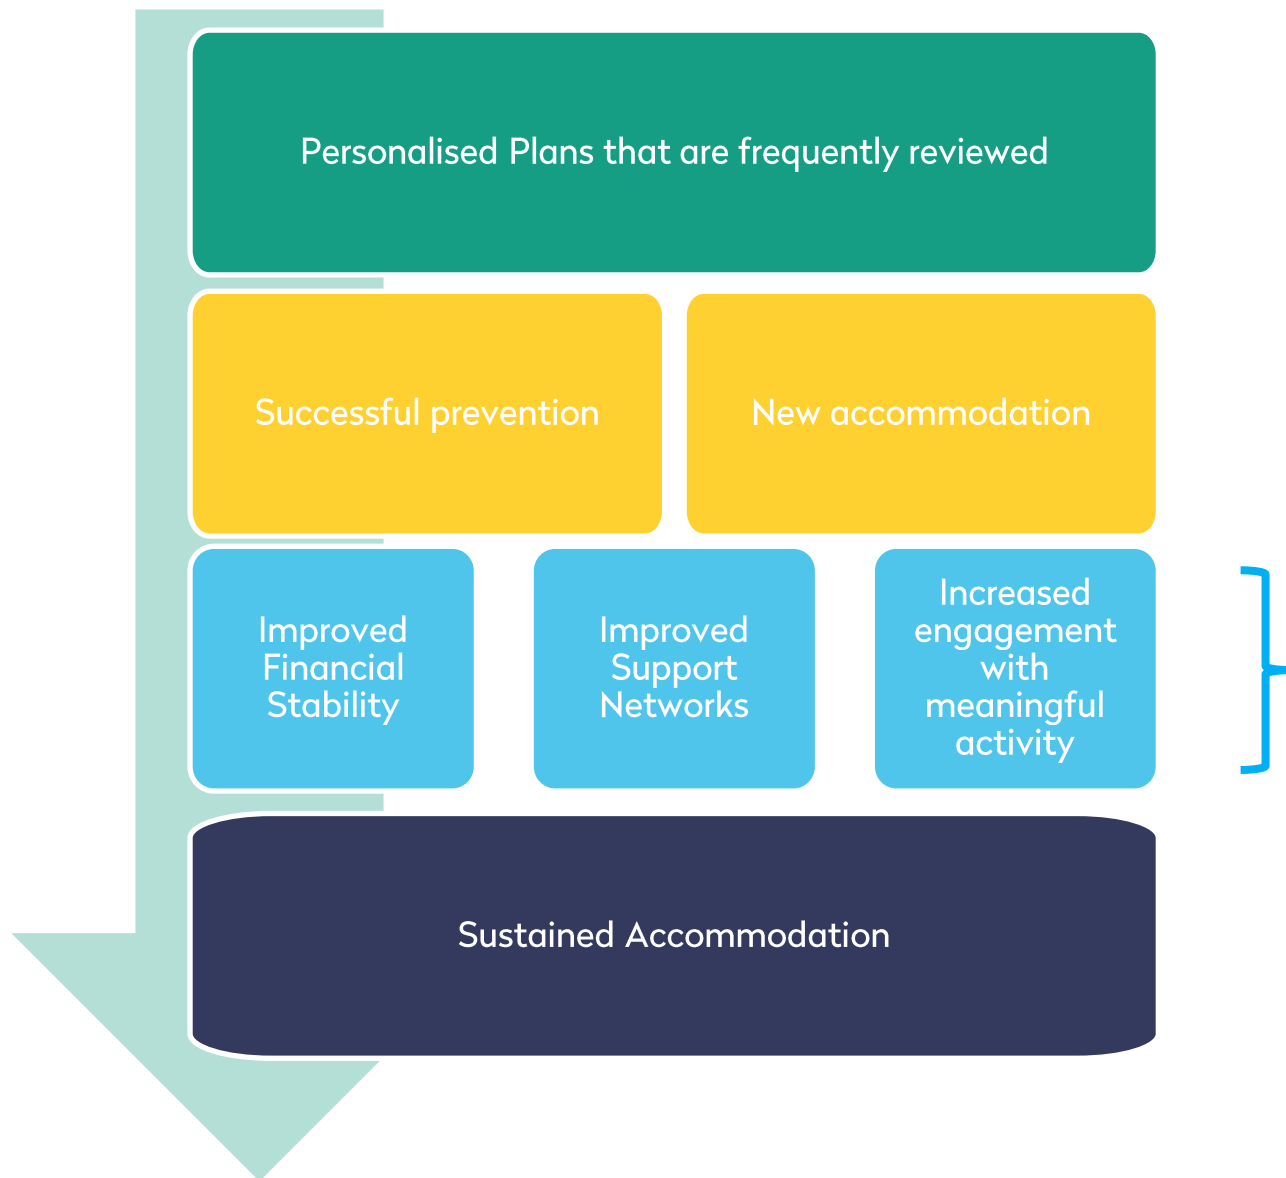 Personalised Plans that are frequently reviewed
Successful prevention
New accommodation
Improved
Financial
Stability
Improved
Support
Networks
Increased
engagement
with
meaningful
activity
Sustained Accommodation